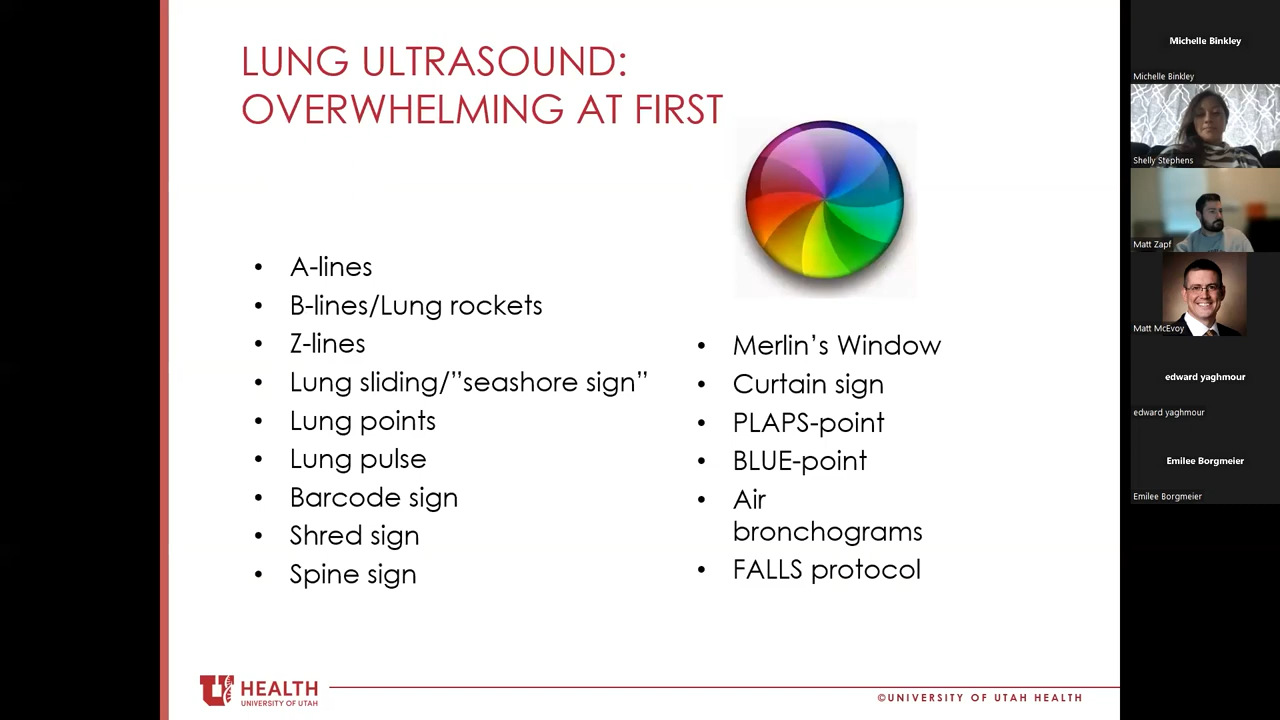 LUNG ULTRASOUND:
OVERWHELMING AT FIRST
• A-lines
• B-lines/Lung rockets
• Z-lines
• Lung sliding/”seashore sign”
• Lung points
• Lung pulse
• Barcode sign
• Shred sign
• Spine sign
• Merlin’s Window
• Curtain sign
• PLAPS-point
• BLUE-point
• Air
bronchograms
• FALLS protocol
U HEALTH
UNIVERSITY OF UTAH
©UNIVERSITY OF UTAH HEALTH
Michelle Binkley
Michelle Binkley
Shelly Stephens
Matt Zapf
Matt McEvoy
edward yaghmour
edward yaghmour
Emilee Borgmeier
Emilee Borgmeier